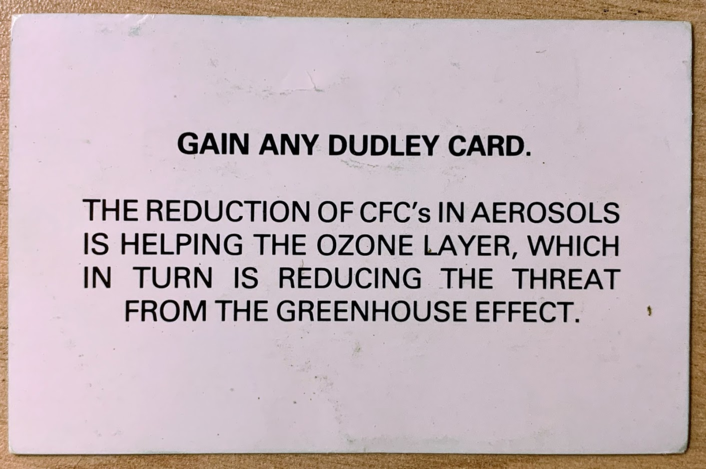 GAIN ANY DUDLEY CARD.
THE REDUCTION OF CFC's IN AEROSOLS
IS HELPING THE OZONE LAYER, WHICH
IN TURN IS REDUCING THE THREAT
FROM THE GREENHOUSE EFFECT.